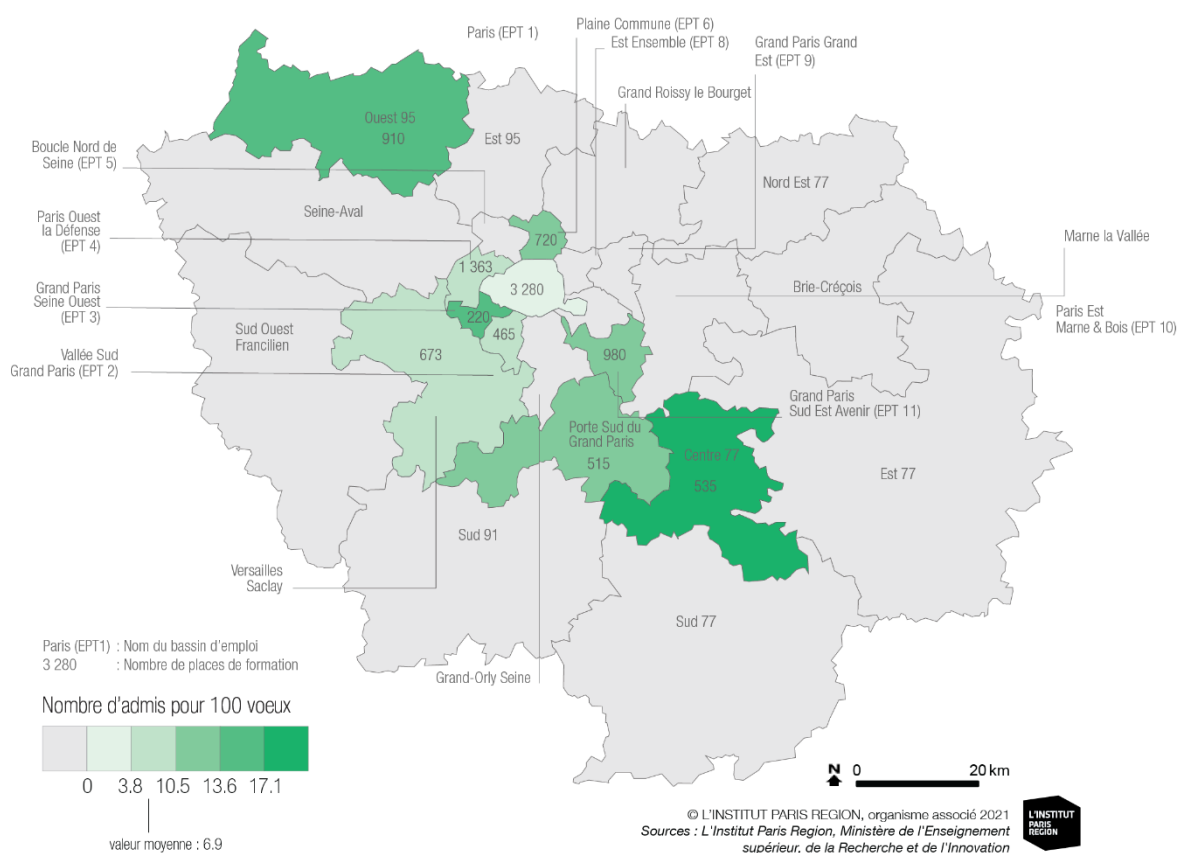 Plaine Commune (EPT 6)
Paris (EPT 1)
Est Ensemble (EPT 8)
Grand Paris Grand
Est (EPT 9)
Grand Roissy le Bourget
Ouest 95
910
Est 95
Boucle Nord de
Seine (EPT 5)
Nord Est 77
Seine-Aval
Paris Ouest
la Défense
(EPT 4)
720
Marne la Vallée
1 363
3 280
Brie-Créçois
Grand Paris
Seine Ouest
(EPT 3)
220
Paris Est
Marne & Bois (EPT 10)
Sud Ouest
Francilien
465
673
980
Vallée Sud
Grand Paris (EPT 2)
Grand Paris
Sud Est Avenir (EPT 11)
Porte Sud du
Grand Paris
515
Centre 77
535
Est 77
Sud 91
Versailles
Saclay
Sud 77
Grand-Orly Seine
Paris (EPT1) : Nom du bassin d'emploi
3 280 : Nombre de places de formation
Nombre d'admis pour 100 voeux
0 3.8 10.5 13.6 17.1
valeur moyenne : 6.9
N 0 20 km
© L'INSTITUT PARIS REGION, organisme associé 2021
Sources : L'Institut Paris Region, Ministère de l'Enseignement
supérieur, de la Recherche et de l'Innovation
L'INSTITUT
PARIS
REGION